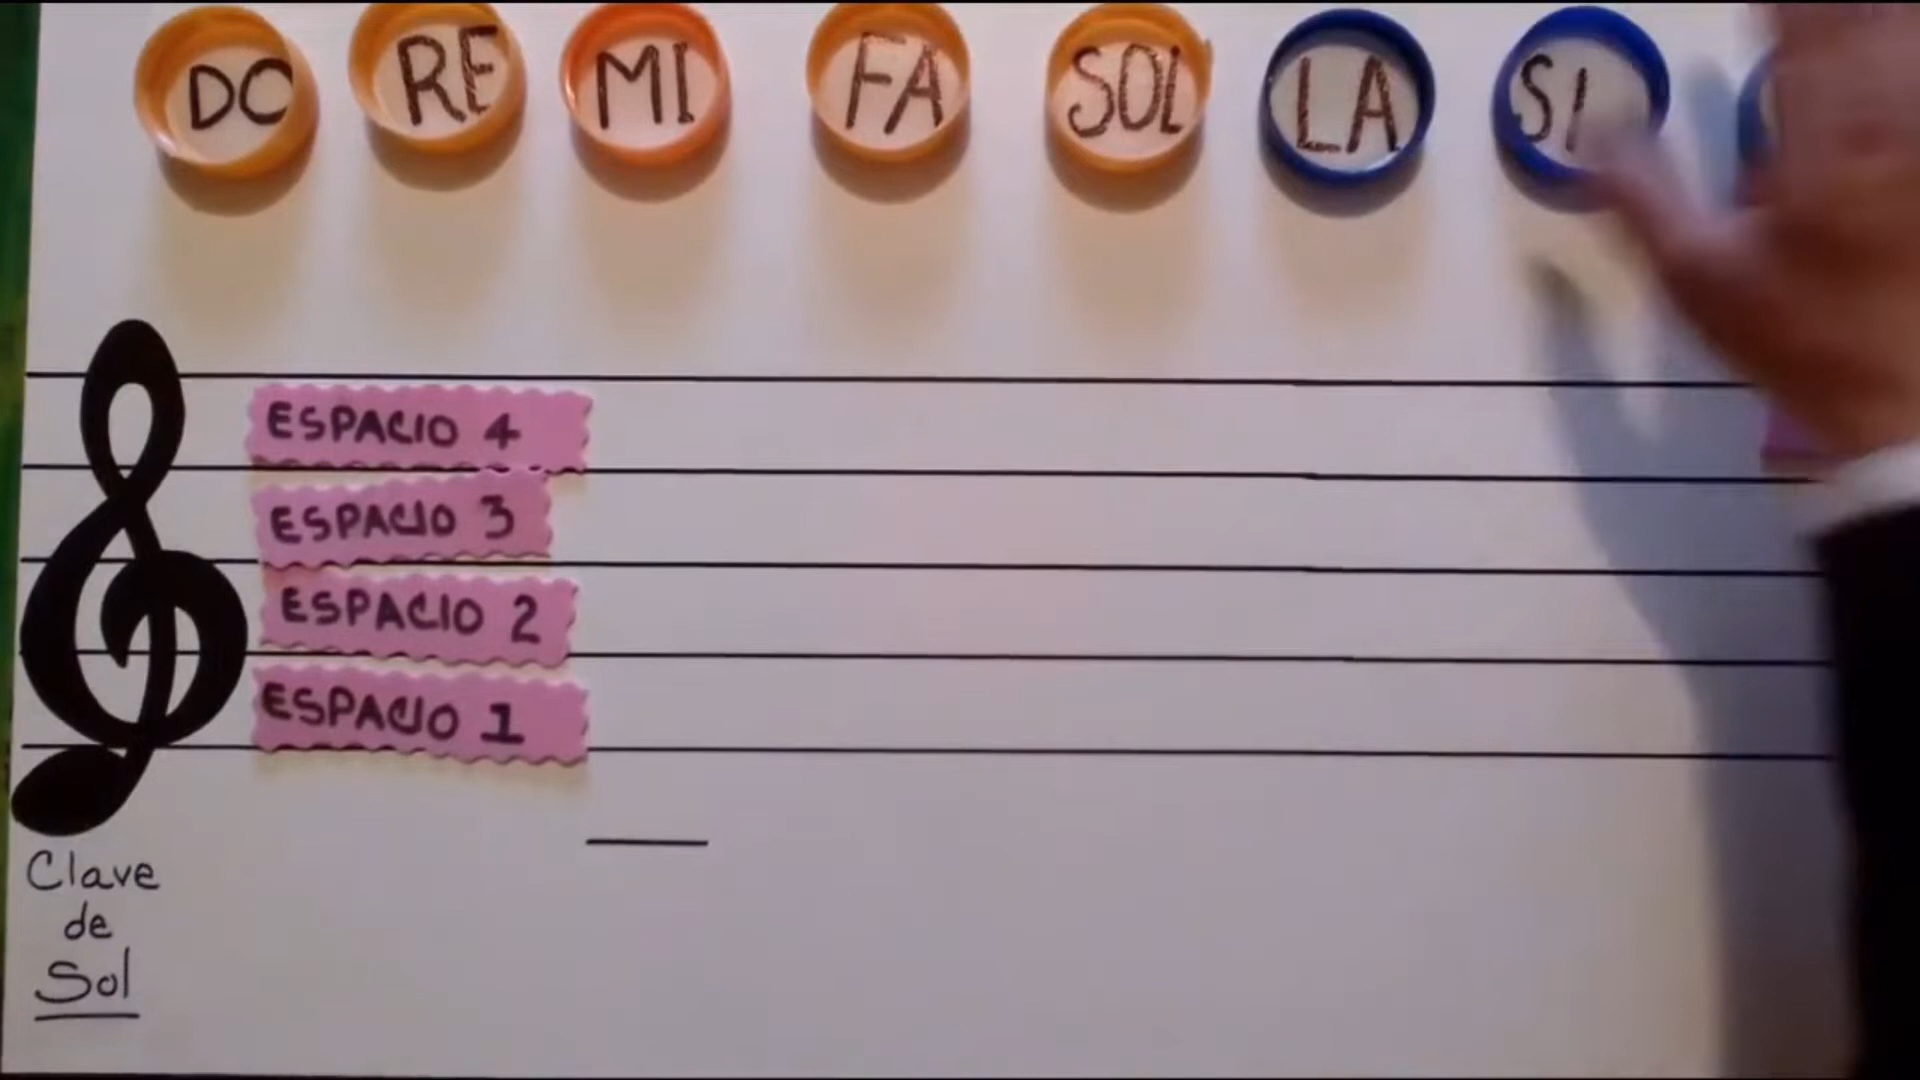 DO RE MI FA SOL LA SI
ESPACIO 4
ESPACIO 3
ESPACIO 2
ESPACIO 1
Clave
de
Sol